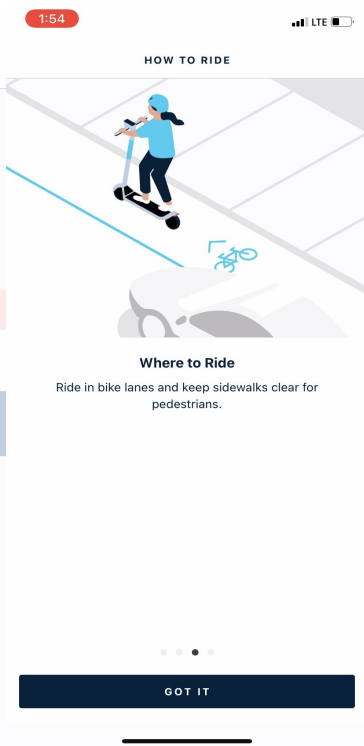 1:54
LTE
HOW TO RIDE
Where to Ride
Ride in bike lanes and keep sidewalks clear for
pedestrians.
GOT IT